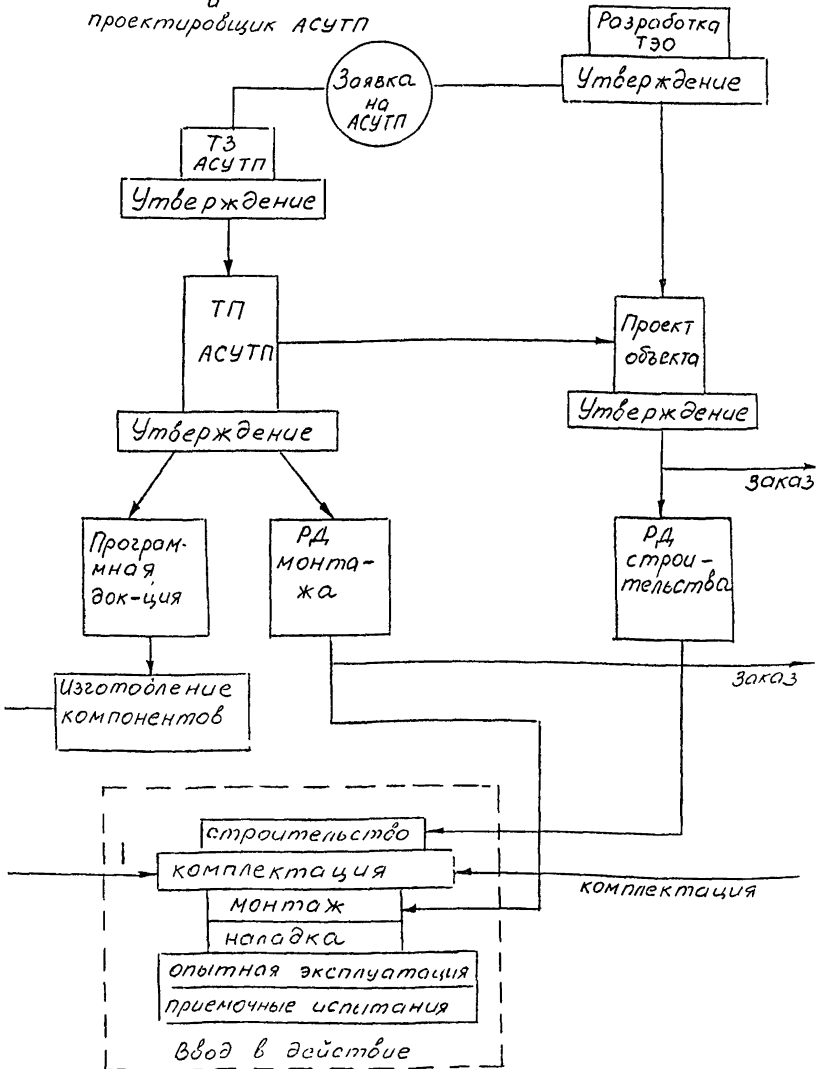 и
проектировщик АСУТП
Разработка
ТЭО
Утверждение
Заявка
на
АСУТП
ТЗ
АСУТП
Утверждение
ТП
АСУТП
Проект
объекта
Утверждение
Утверждение
заказ
Програм-
мная
док-ция
РД
монта-
жа
РД
строи-
тельства
заказ
Изготовление
компонентов
строительство
комплектация
комплектация
монтаж
наладка
опытная эксплуатация
приемочные испытания
Ввод в действие